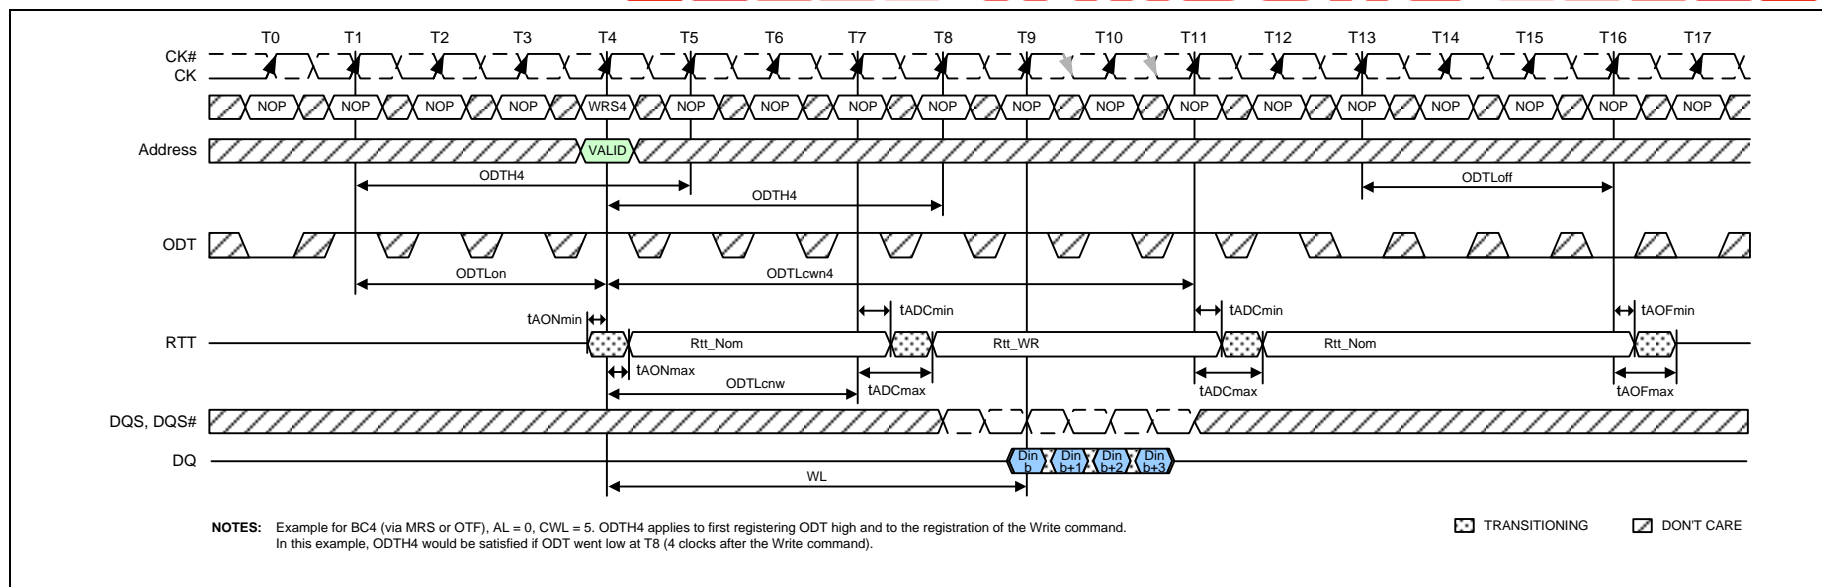 T0 T1 T2 T3 T4 T5 T6 T7 T8 T9 T10 T11 T12 T13 T14 T15 T16 T17
CK#
CK
NOP NOP NOP NOP WRS4 NOP NOP NOP NOP NOP NOP NOP NOP NOP NOP NOP NOP NOP
Address VALID
ODTH4 ODTLoff
ODTH4
ODT
ODTLon ODTLcwn4
tAONmin tADCmin tADCmin tAOFmin
RTT Rtt_Nom Rtt_WR Rtt_Nom
tAONmax
ODTLcnw tADCmax tADCmax tAOFmax
DQS, DQS#
DQ Din b Din b+1 Din b+2 Din b+3
WL
NOTES: Example for BC4 (via MRS or OTF), AL = 0, CWL = 5. ODTH4 applies to first registering ODT high and to the registration of the Write command.
In this example, ODTH4 would be satisfied if ODT went low at T8 (4 clocks after the Write command).
TRANSITIONING DON'T CARE